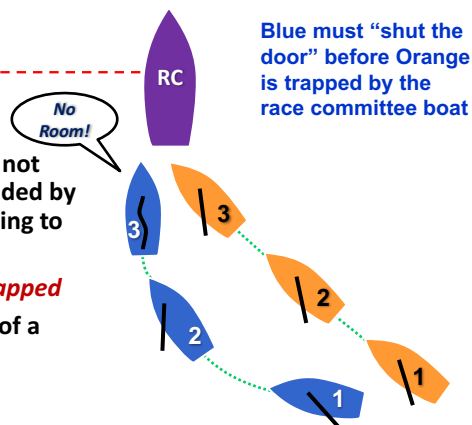 Blue must “shut the
door” before Orange
is trapped by the
race committee boat
RC
No
Room!
not
ded by
ing to
apped
of a
3
3
2
2
1
1